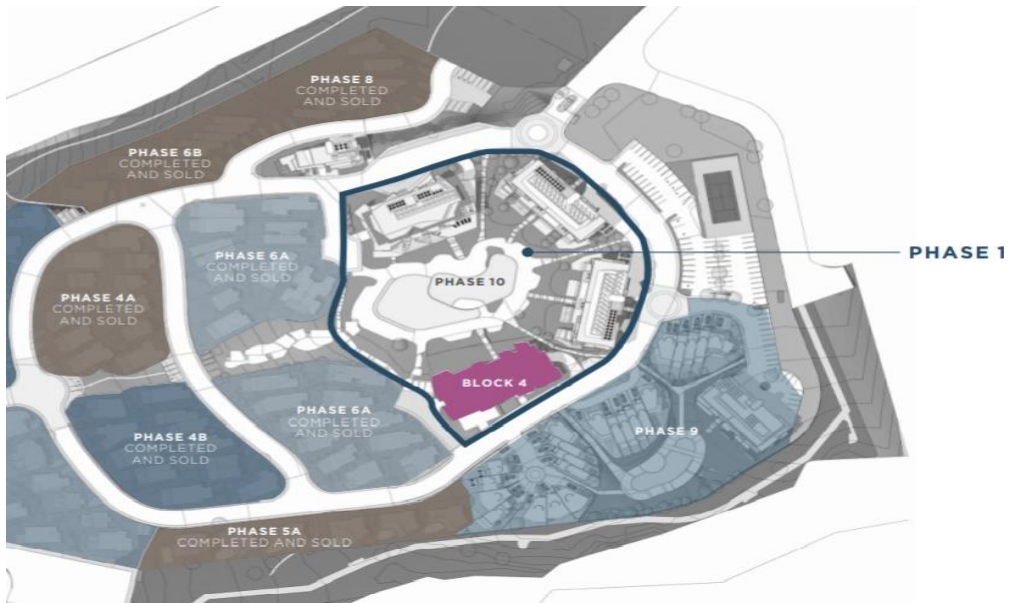 PHASE 8
COMPLETED
AND SOLD
PHASE 6B
COMPLETED
AND SOLD
PHASE 6A
COMPLETED
AND SOLD
PHASE 1
PHASE 10
PHASE 4A
COMPLETED
AND SOLD
BLOCK 4
PHASE 6A
COMPLETED
AND SOLD
PHASE 9
PHASE 4B
COMPLETED
AND SOLD
PHASE 5A
COMPLETED AND SOLD